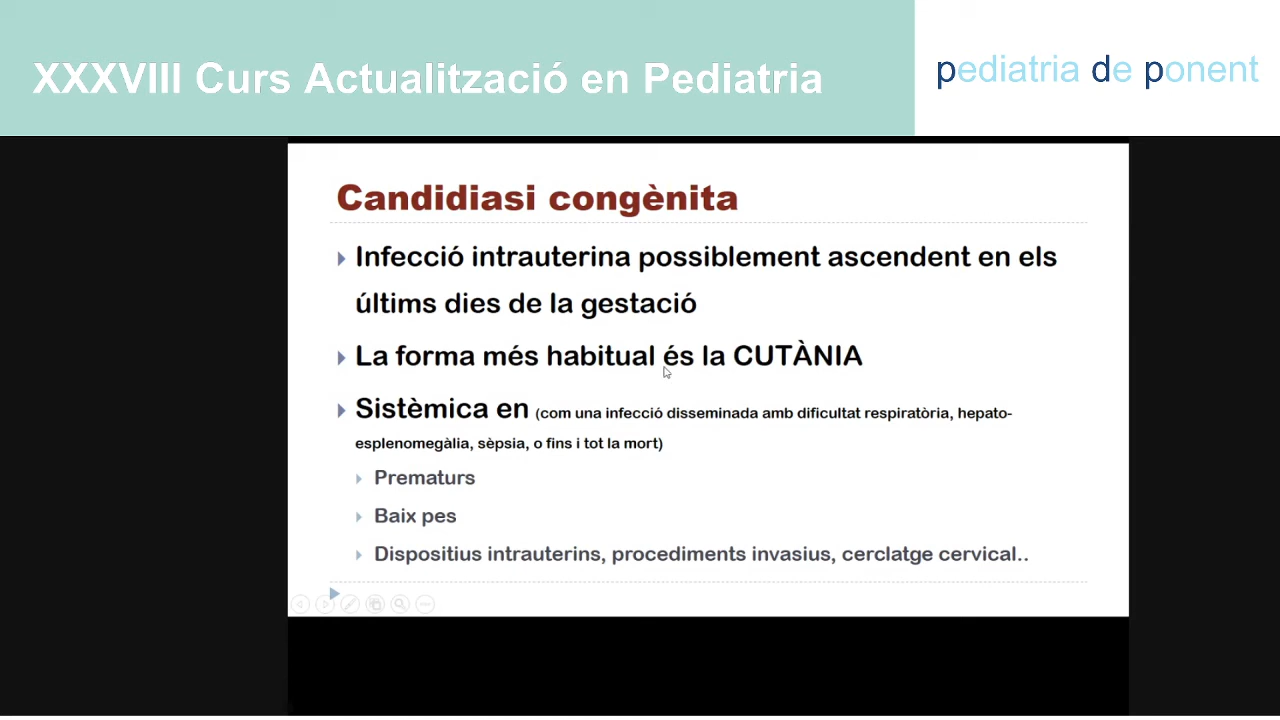 XXXVIII Curs Actualització en Pediatria
pediatria de ponent
Candidiasi congènita
Infecció intrauterina possiblement ascendent en els
últims dies de la gestació
La forma més habitual és la CUTÀNIA
Sistèmica en (com una infecció disseminada amb dificultat respiratòria, hepato-
esplenomegàlia, sèpsia, o fins i tot la mort)
Prematurs
Baix pes
Dispositius intrauterins, procediments invasius, cerclatge cervical..